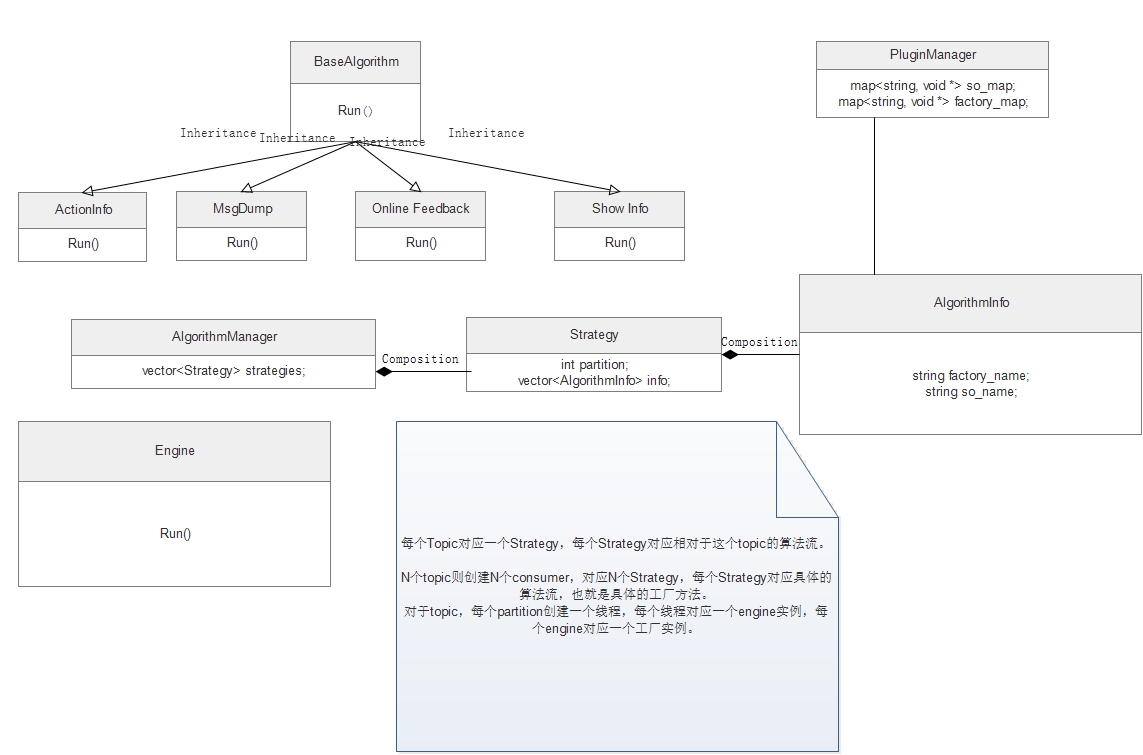 BaseAlgorithm
Run ()
PluginManager
map<string, void *> so_map;
map<string, void *> factory_map;
Inheritance
Inheritance
Inheritance
Inheritance
ActionInfo
Run()
MsgDump
Run()
Online Feedback
Run()
Show Info
Run()
AlgorithmManager
vector<Strategy> strategies;
Composition
Strategy
int partition;
vector<AlgorithmInfo> info;
Composition
AlgorithmInfo
string factory_name;
string so_name;
Engine
Run()
每个Topic对应一个Strategy，每个Strategy对应相对于这个topic的算法流。
N个topic则创建N个consumer，对应N个Strategy，每个Strategy对应具体的
算法流，也就是具体的工厂方法。
对于topic，每个partition创建一个线程，每个线程对应一个engine实例，每
个engine对应一个工厂实例。